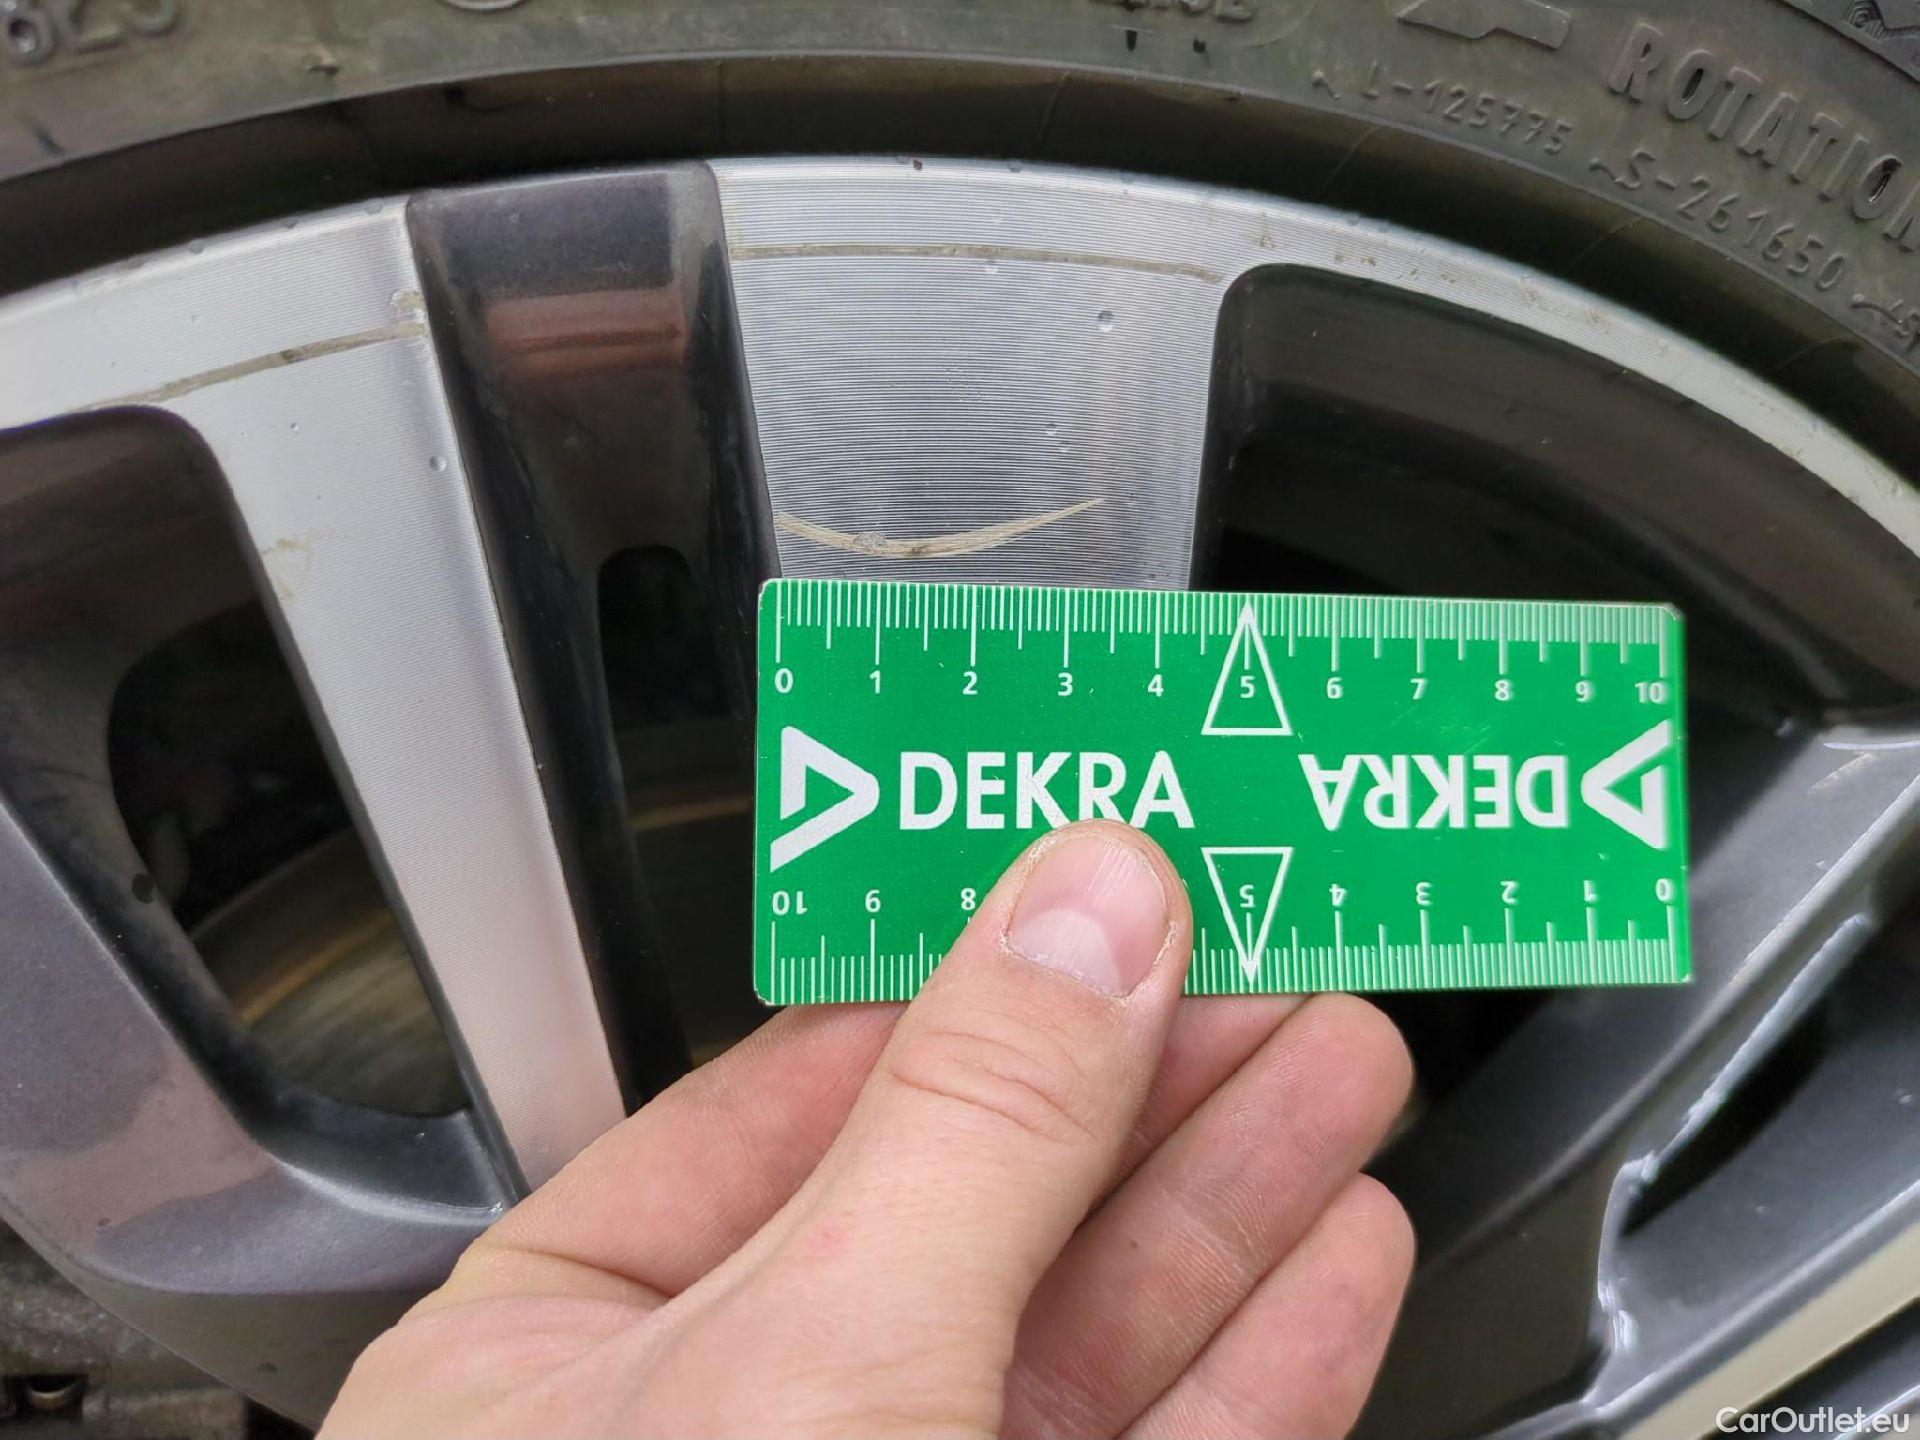 ROTATION
L-125775
S-261650
0 1 2 3 4 5 6 7 8 9 10
DEKRA DEKRA
10 9 8 5 4 3 2 1 0
CarOutlet.eu